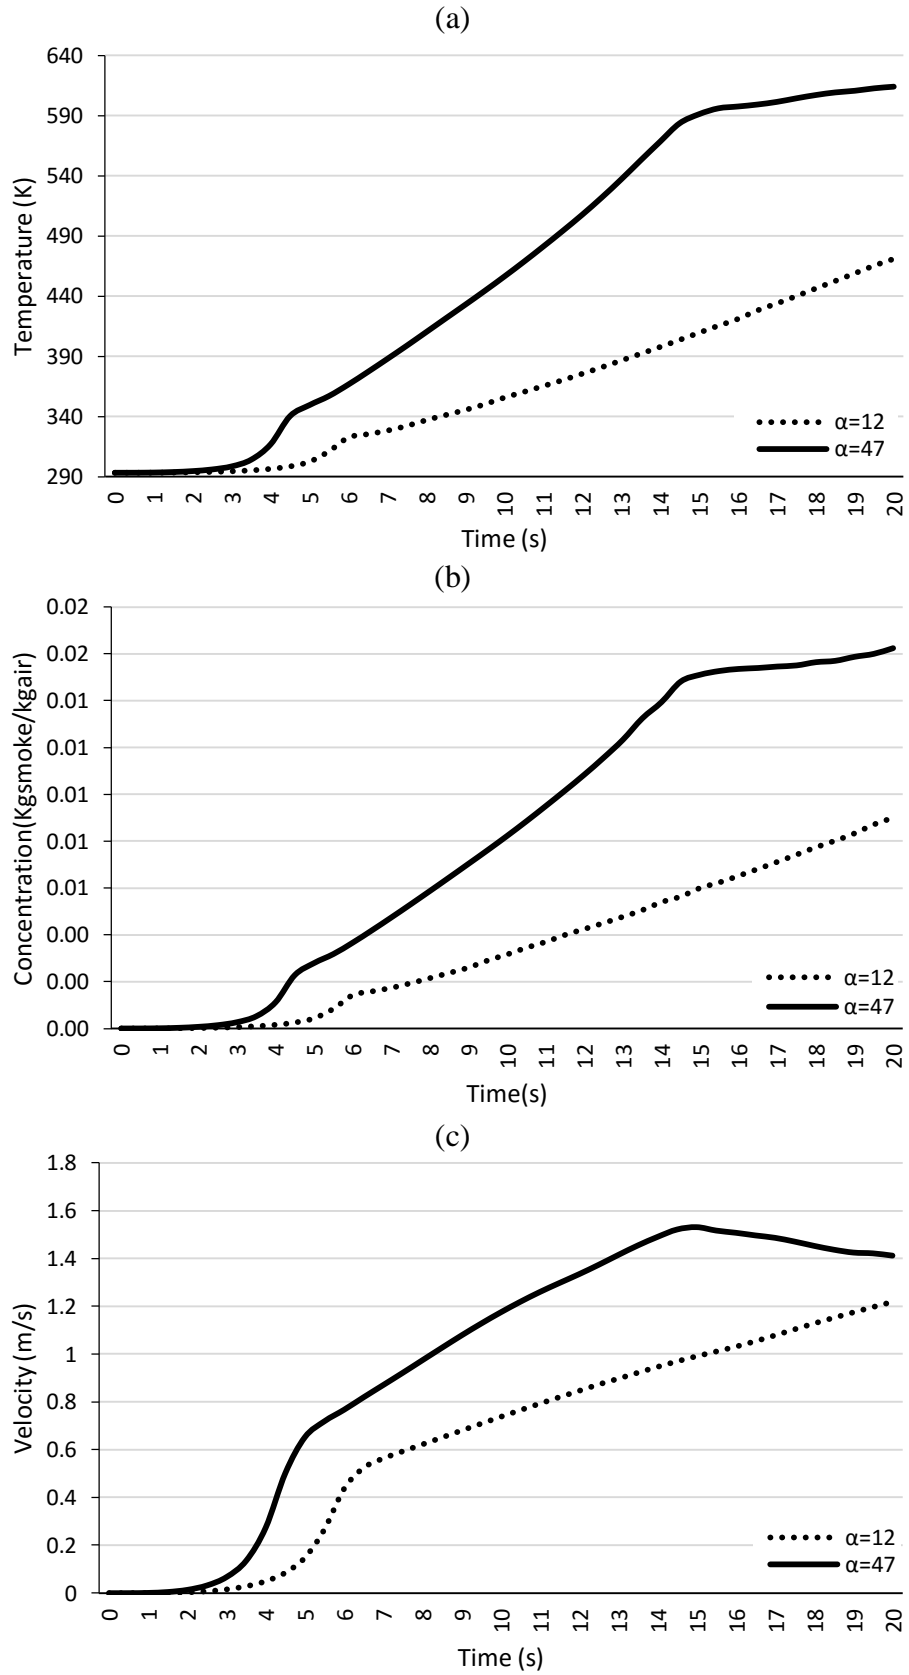 (a)
640
590
540
490
440
390
340
290
Temperature (K)
α=12
α=47
0 1 2 3 4 5 6 7 8 9 10 11 12 13 14 15 16 17 18 19 20
Time (s)
(b)
0.02
0.02
0.01
0.01
0.01
0.01
0.01
0.00
0.00
0.00
Concentration(Kgsmoke/kgair)
α=12
α=47
0 1 2 3 4 5 6 7 8 9 10 11 12 13 14 15 16 17 18 19 20
Time(s)
(c)
1.8
1.6
1.4
1.2
1
0.8
0.6
0.4
0.2
0
Velocity (m/s)
α=12
α=47
0 1 2 3 4 5 6 7 8 9 10 11 12 13 14 15 16 17 18 19 20
Time (s)